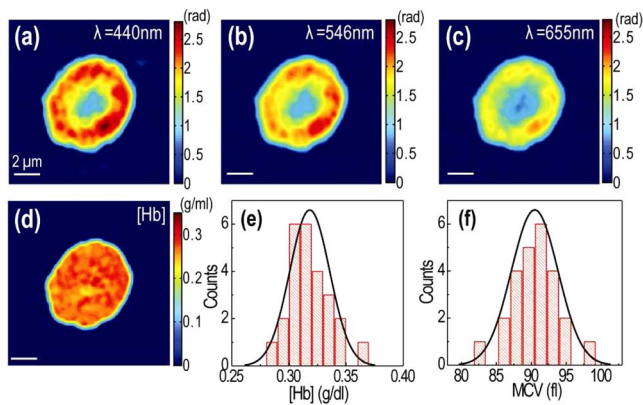 (a) λ =440nm (rad)
2.5
2
1.5
1
0.5
0
2 µm
(b) λ =546nm (rad)
2.5
2
1.5
1
0.5
0
(c) λ =655nm (rad)
2.5
2
1.5
1
0.5
0
(d) [Hb] (g/ml)
0.3
0.2
0.1
0
(e)
6
4
2
0
Counts
0.25 0.30 0.35 0.40
[Hb] (g/dl)
(f)
6
4
2
0
Counts
80 85 90 95 100
MCV (fl)